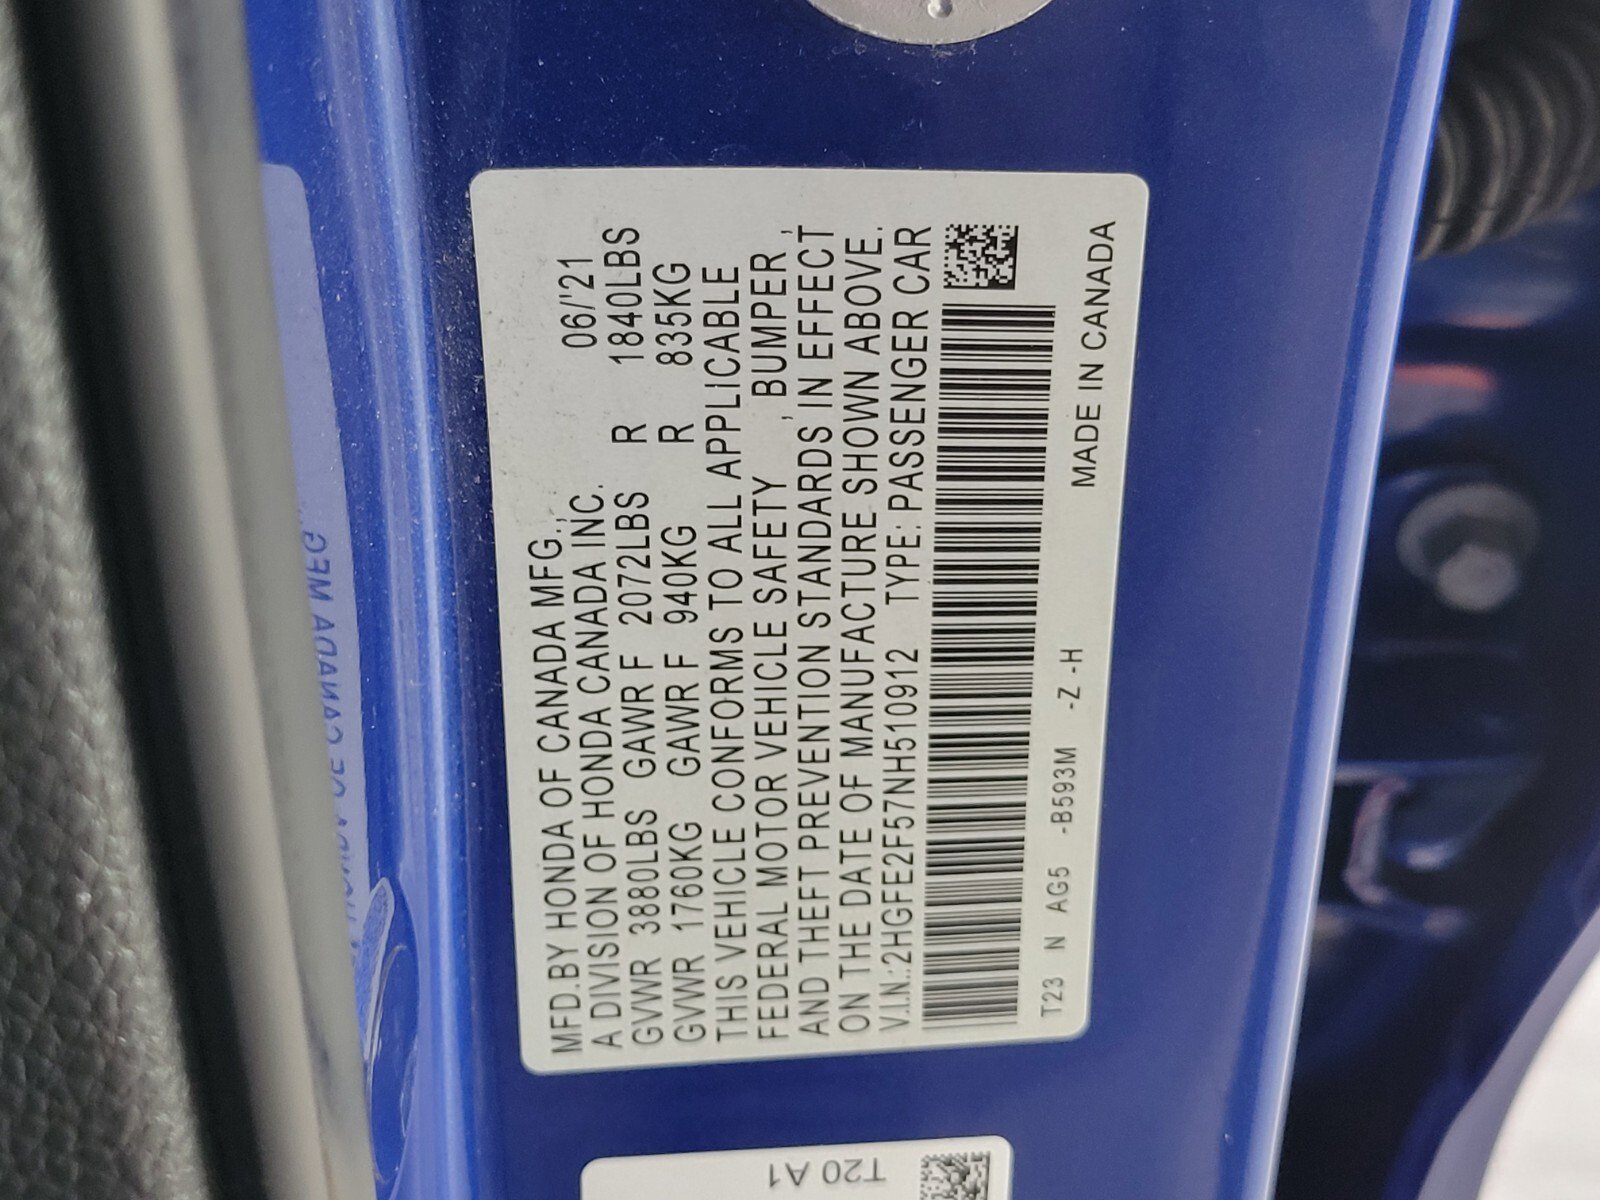 MFD.BY HONDA OF CANADA MFG., 06/'21
A DIVISION OF HONDA CANADA INC.
GVWR 3880LBS GAWR F 2072LBS R 1840LBS
GVWR 1760KG GAWR F 940KG R 835KG
THIS VEHICLE CONFORMS TO ALL APPLICABLE
FEDERAL MOTOR VEHICLE SAFETY , BUMPER ,
AND THEFT PREVENTION STANDARDS IN EFFECT
ON THE DATE OF MANUFACTURE SHOWN ABOVE.
V.I.N.:2HGFE2F57NH510912 TYPE: PASSENGER CAR
T23 N AG5 -B593M -Z -H MADE IN CANADA
T20 A1